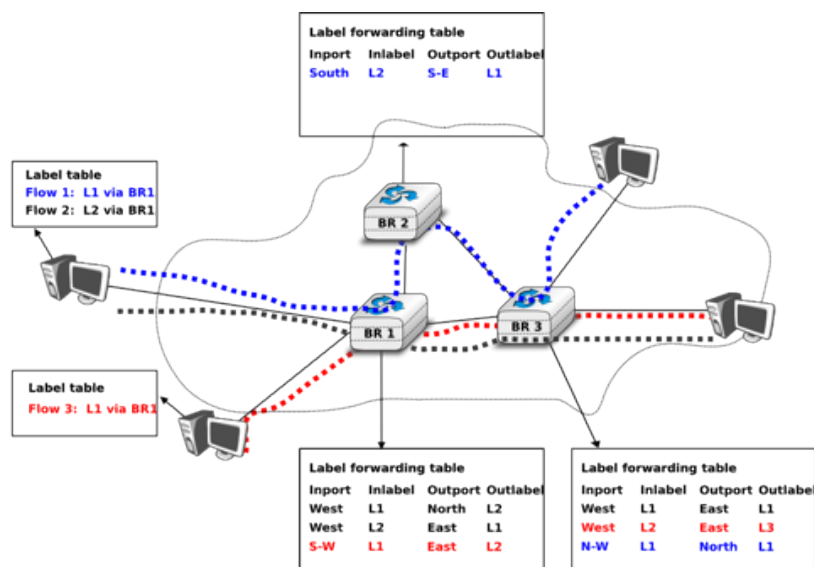 Label forwarding table
Inport Inlabel Outport Outlabel
South L2 S-E L1
Label table
Flow 1: L1 via BR1
Flow 2: L2 via BR1
BR 2
BR 1
BR 3
Label table
Flow 3: L1 via BR1
Label forwarding table
Inport Inlabel Outport Outlabel
West L1 North L2
West L2 East L1
S-W L1 East L2
Label forwarding table
Inport Inlabel Outport Outlabel
West L1 East L1
West L2 East L3
N-W L1 North L1